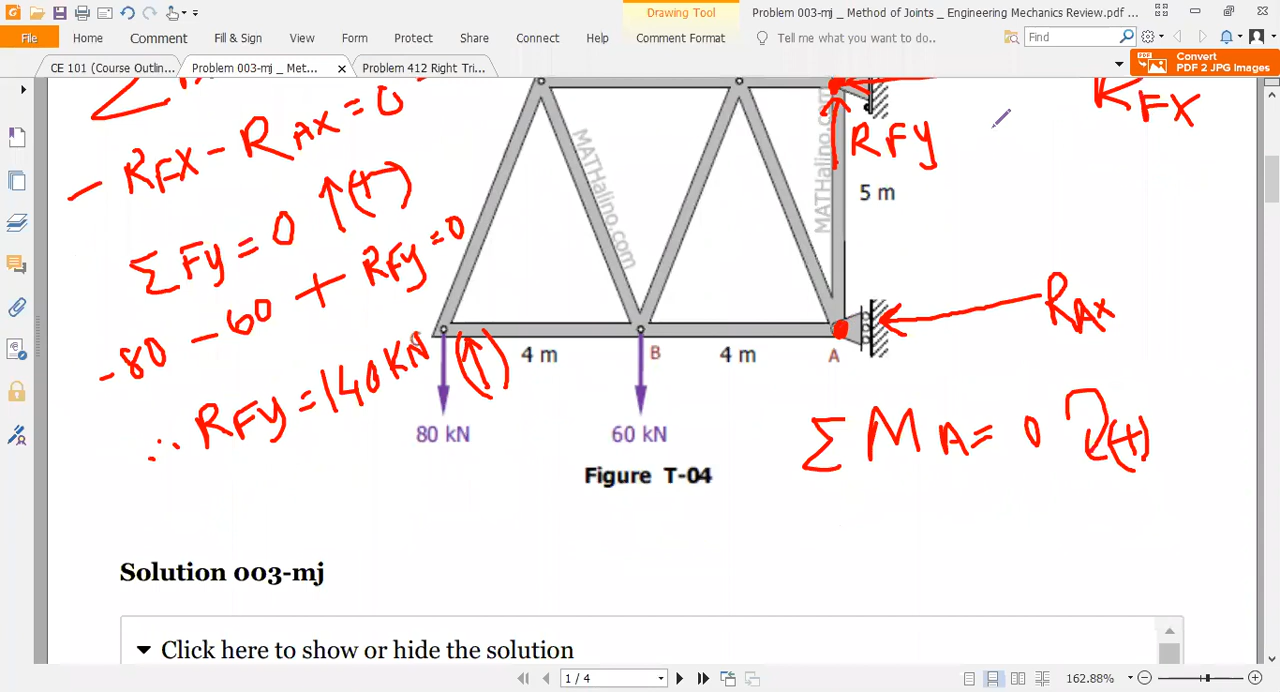 Drawing Tool
Problem 003-mj _ Method of Joints _ Engineering Mechanics Review.pdf ...
File Home Comment Fill & Sign View Form Protect Share Connect Help Comment Format Tell me what you want to do.. Find
CE 101 (Course Outlin... Problem 003-mj _ Met... Problem 412 Right Tri...
Convert
PDF 2 JPG Images
- RFX - RAX = 0
RFX
RFY
MATHalino.com
MATHalino.com
5 m
↑(+)
ΣFy = 0
-80 - 60 + RFY = 0
RAX
4 m B 4 m A
∴ RFY = 140 KN (↑)
80 kN 60 kN
ΣMA = 0 (+)
Figure T-04
Solution 003-mj
Click here to show or hide the solution
1 / 4
162.88%